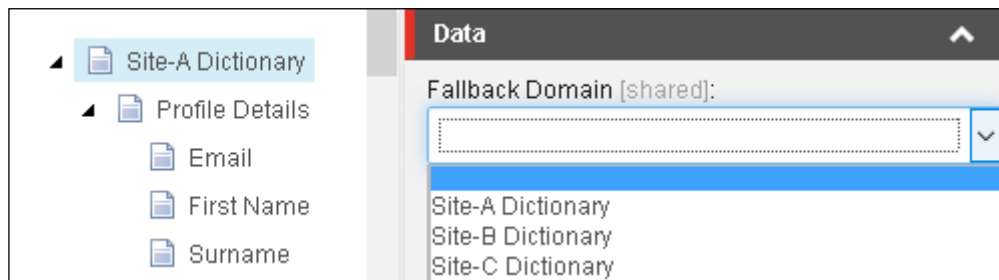 Site-A Dictionary
Profile Details
Email
First Name
Surname
Data
Fallback Domain [shared]:
Site-A Dictionary
Site-B Dictionary
Site-C Dictionary